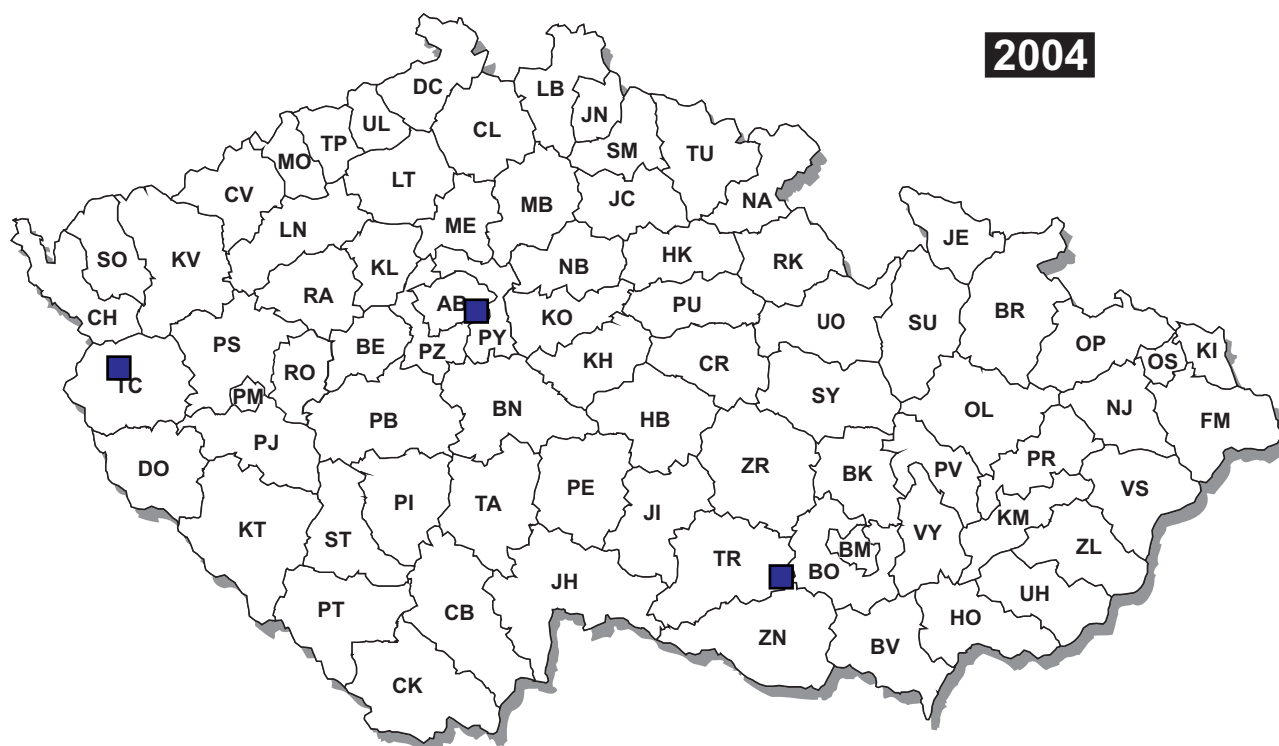 2004
DC
LB
JN
UL
CL
TP
MO
SM
TU
CV
LT
JC
NA
MB
LN
ME
SO
KV
KL
NB
HK
RK
JE
RA
AB
KO
PU
UO
SU
BR
CH
PS
BE
PZ
PY
KH
CR
OP
OS
KI
TC
RO
PM
PB
BN
HB
SY
OL
NJ
FM
DO
PJ
ZR
BK
PV
PR
VS
KT
ST
PI
TA
PE
JI
KM
TR
BO
BM
VY
ZL
PT
CB
JH
ZN
BV
HO
UH
CK